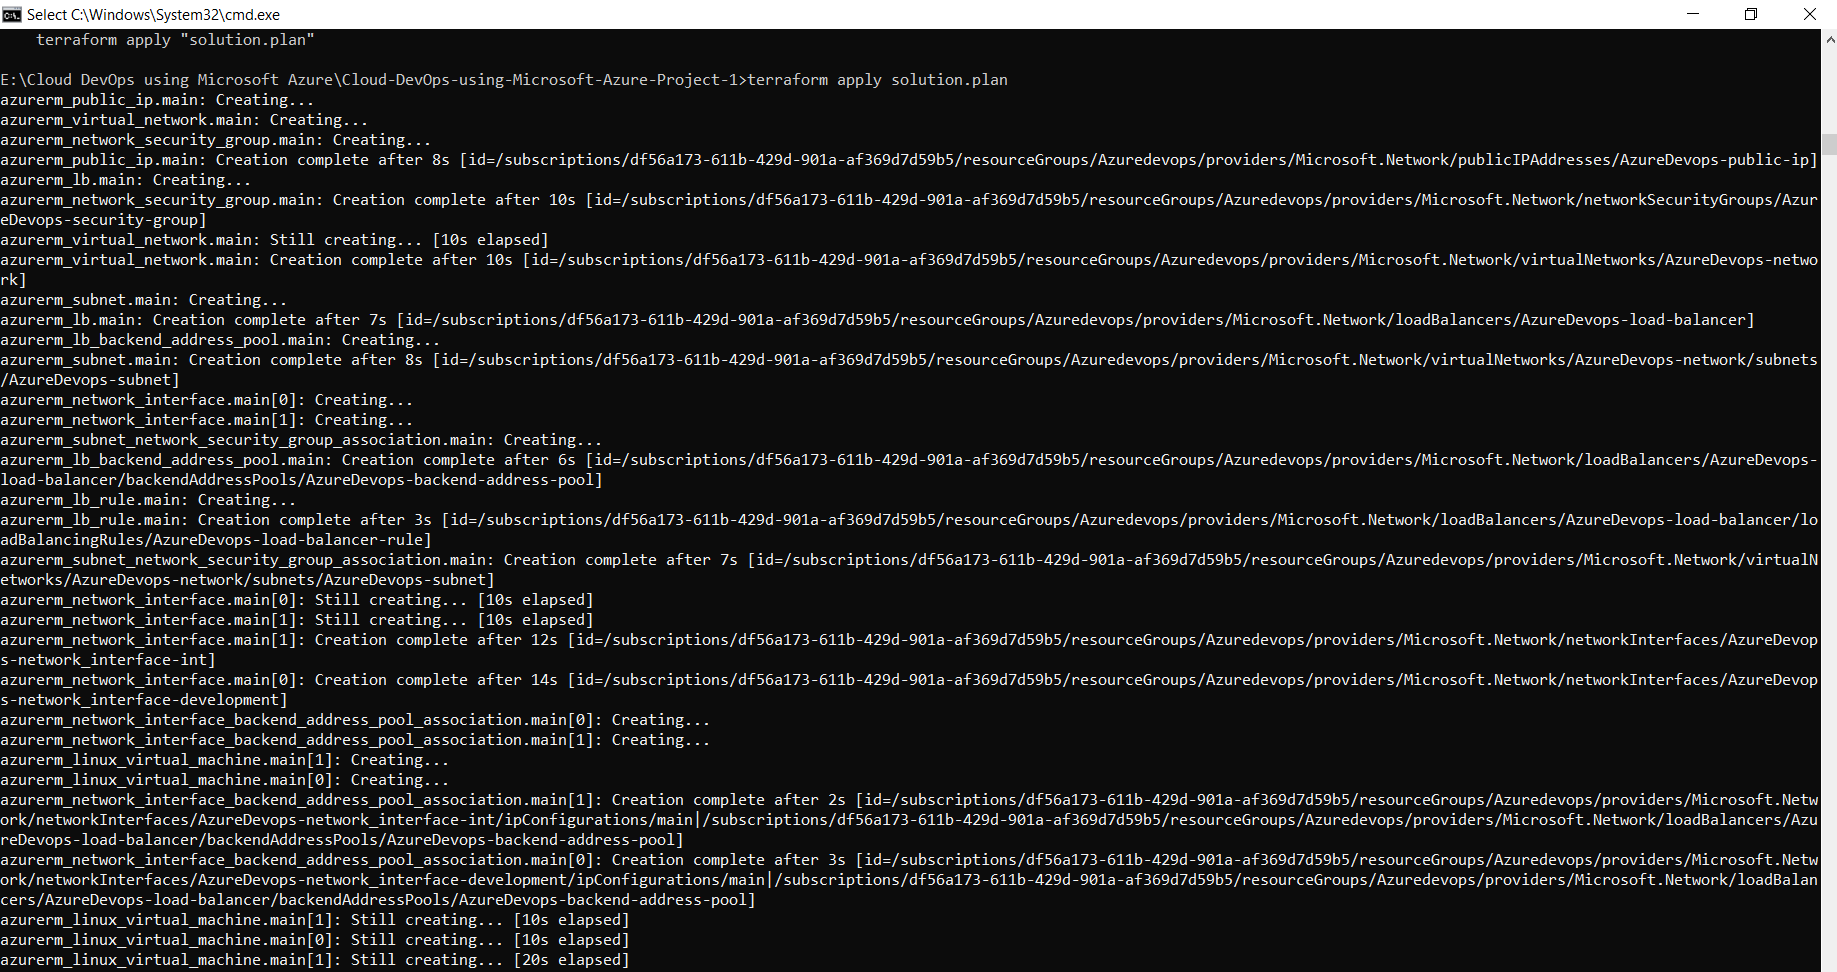 Select C:\Windows\System32\cmd.exe
terraform apply "solution.plan"
E:\Cloud DevOps using Microsoft Azure\Cloud-DevOps-using-Microsoft-Azure-Project-1>terraform apply solution.plan
azurerm_public_ip.main: Creating...
azurerm_virtual_network.main: Creating...
azurerm_network_security_group.main: Creating...
azurerm_public_ip.main: Creation complete after 8s [id=/subscriptions/df56a173-611b-429d-901a-af369d7d59b5/resourceGroups/Azuredevops/providers/Microsoft.Network/publicIPAddresses/AzureDevops-public-ip]
azurerm_lb.main: Creating...
azurerm_network_security_group.main: Creation complete after 10s [id=/subscriptions/df56a173-611b-429d-901a-af369d7d59b5/resourceGroups/Azuredevops/providers/Microsoft.Network/networkSecurityGroups/Azur
eDevops-security-group]
azurerm_virtual_network.main: Still creating... [10s elapsed]
azurerm_virtual_network.main: Creation complete after 10s [id=/subscriptions/df56a173-611b-429d-901a-af369d7d59b5/resourceGroups/Azuredevops/providers/Microsoft.Network/virtualNetworks/AzureDevops-netwo
rk]
azurerm_subnet.main: Creating...
azurerm_lb.main: Creation complete after 7s [id=/subscriptions/df56a173-611b-429d-901a-af369d7d59b5/resourceGroups/Azuredevops/providers/Microsoft.Network/loadBalancers/AzureDevops-load-balancer]
azurerm_lb_backend_address_pool.main: Creating...
azurerm_subnet.main: Creation complete after 8s [id=/subscriptions/df56a173-611b-429d-901a-af369d7d59b5/resourceGroups/Azuredevops/providers/Microsoft.Network/virtualNetworks/AzureDevops-network/subnets
/AzureDevops-subnet]
azurerm_network_interface.main[0]: Creating...
azurerm_network_interface.main[1]: Creating...
azurerm_subnet_network_security_group_association.main: Creating...
azurerm_lb_backend_address_pool.main: Creation complete after 6s [id=/subscriptions/df56a173-611b-429d-901a-af369d7d59b5/resourceGroups/Azuredevops/providers/Microsoft.Network/loadBalancers/AzureDevops-
load-balancer/backendAddressPools/AzureDevops-backend-address-pool]
azurerm_lb_rule.main: Creating...
azurerm_lb_rule.main: Creation complete after 3s [id=/subscriptions/df56a173-611b-429d-901a-af369d7d59b5/resourceGroups/Azuredevops/providers/Microsoft.Network/loadBalancers/AzureDevops-load-balancer/lo
adBalancingRules/AzureDevops-load-balancer-rule]
azurerm_subnet_network_security_group_association.main: Creation complete after 7s [id=/subscriptions/df56a173-611b-429d-901a-af369d7d59b5/resourceGroups/Azuredevops/providers/Microsoft.Network/virtualN
etworks/AzureDevops-network/subnets/AzureDevops-subnet]
azurerm_network_interface.main[0]: Still creating... [10s elapsed]
azurerm_network_interface.main[1]: Still creating... [10s elapsed]
azurerm_network_interface.main[1]: Creation complete after 12s [id=/subscriptions/df56a173-611b-429d-901a-af369d7d59b5/resourceGroups/Azuredevops/providers/Microsoft.Network/networkInterfaces/AzureDevop
s-network_interface-int]
azurerm_network_interface.main[0]: Creation complete after 14s [id=/subscriptions/df56a173-611b-429d-901a-af369d7d59b5/resourceGroups/Azuredevops/providers/Microsoft.Network/networkInterfaces/AzureDevop
s-network_interface-development]
azurerm_network_interface_backend_address_pool_association.main[0]: Creating...
azurerm_network_interface_backend_address_pool_association.main[1]: Creating...
azurerm_linux_virtual_machine.main[1]: Creating...
azurerm_linux_virtual_machine.main[0]: Creating...
azurerm_network_interface_backend_address_pool_association.main[1]: Creation complete after 2s [id=/subscriptions/df56a173-611b-429d-901a-af369d7d59b5/resourceGroups/Azuredevops/providers/Microsoft.Netw
ork/networkInterfaces/AzureDevops-network_interface-int/ipConfigurations/main|/subscriptions/df56a173-611b-429d-901a-af369d7d59b5/resourceGroups/Azuredevops/providers/Microsoft.Network/loadBalancers/Azu
reDevops-load-balancer/backendAddressPools/AzureDevops-backend-address-pool]
azurerm_network_interface_backend_address_pool_association.main[0]: Creation complete after 3s [id=/subscriptions/df56a173-611b-429d-901a-af369d7d59b5/resourceGroups/Azuredevops/providers/Microsoft.Netw
ork/networkInterfaces/AzureDevops-network_interface-development/ipConfigurations/main|/subscriptions/df56a173-611b-429d-901a-af369d7d59b5/resourceGroups/Azuredevops/providers/Microsoft.Network/loadBalan
cers/AzureDevops-load-balancer/backendAddressPools/AzureDevops-backend-address-pool]
azurerm_linux_virtual_machine.main[1]: Still creating... [10s elapsed]
azurerm_linux_virtual_machine.main[0]: Still creating... [10s elapsed]
azurerm_linux_virtual_machine.main[1]: Still creating... [20s elapsed]